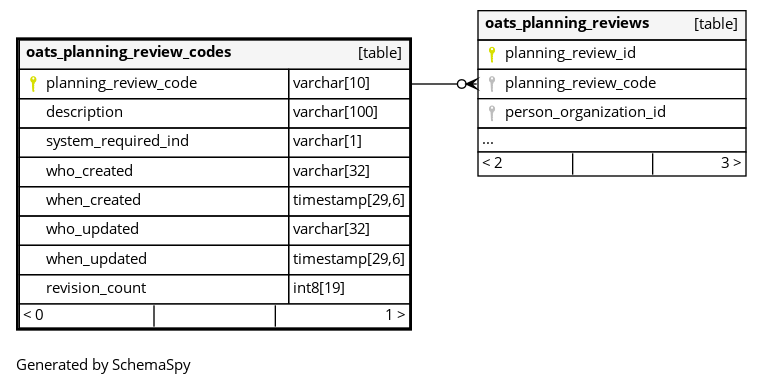 oats_planning_review_codes [table]
planning_review_code varchar[10]
description varchar[100]
system_required_ind varchar[1]
who_created varchar[32]
when_created timestamp[29,6]
who_updated varchar[32]
when_updated timestamp[29,6]
revision_count int8[19]
< 0 1 >
oats_planning_reviews [table]
planning_review_id
planning_review_code
person_organization_id
...
< 2 3 >
Generated by SchemaSpy